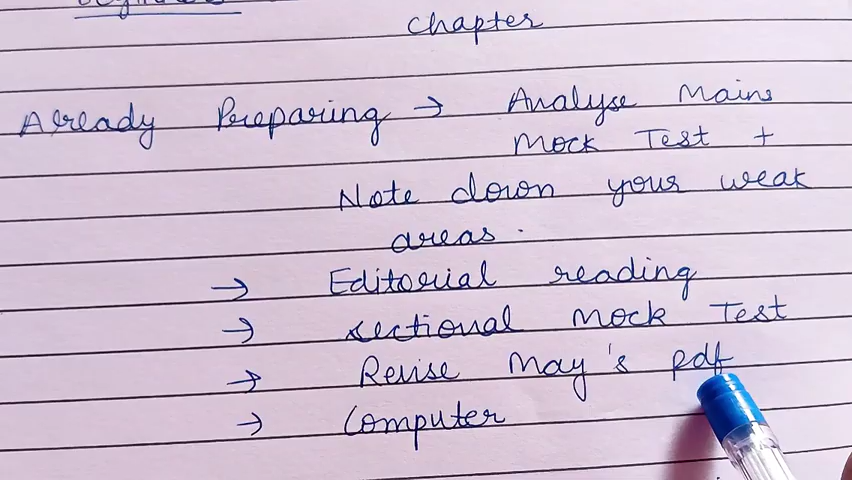 chapter
Already Preparing → Analyse Mains
Mock Test +
Note down your weak
areas.
→ Editorial reading
→ Sectional Mock Test
→ Revise May's pdf
→ Computer